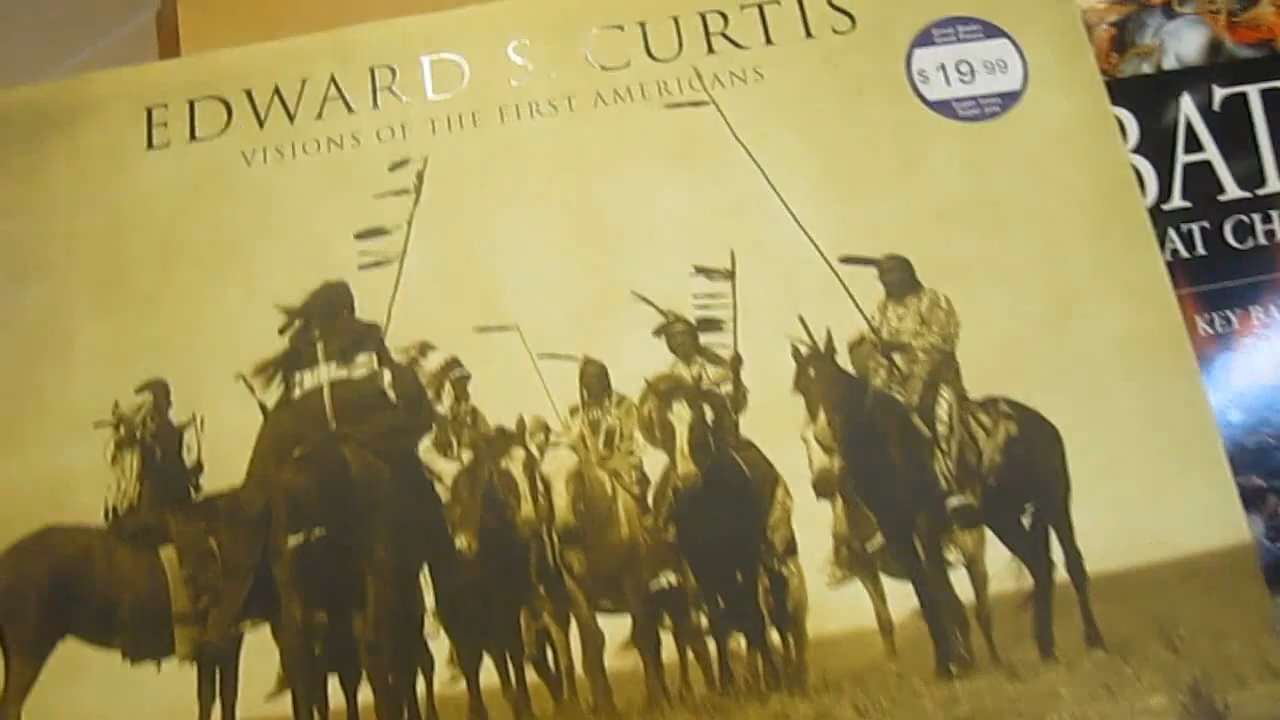 EDWARD S. CURTIS
VISIONS OF THE FIRST AMERICANS
$19.99
BAT
AT CH
KEY BA